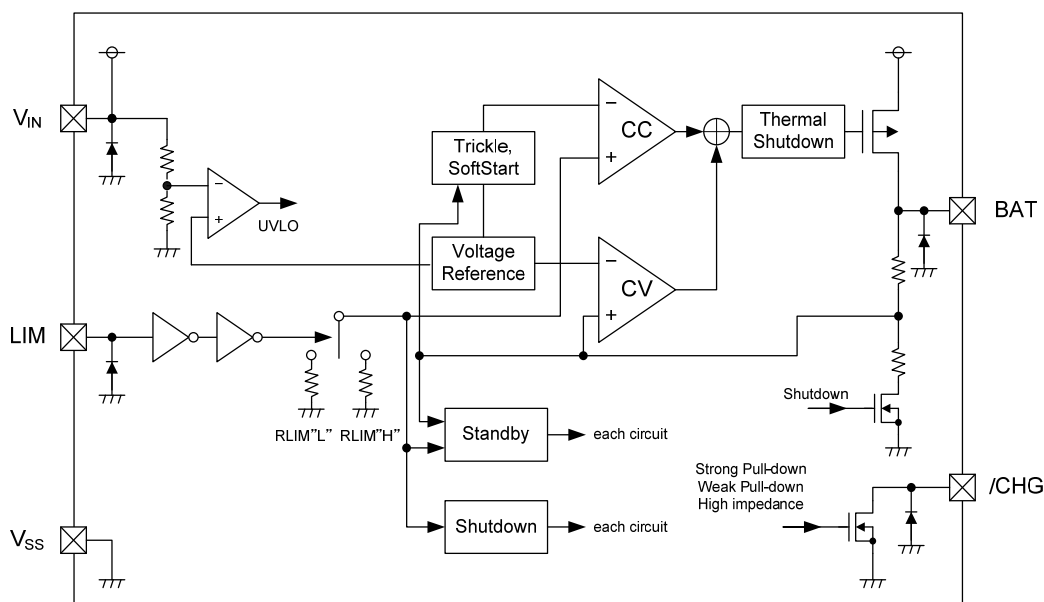 VIN
−
+
UVLO
Trickle,
SoftStart
Voltage
Reference
−
CC
+
−
CV
+
Thermal
Shutdown
BAT
LIM
RLIM"L"
RLIM"H"
Standby
each circuit
Shutdown
each circuit
Shutdown
Strong Pull-down
Weak Pull-down
High impedance
/CHG
VSS